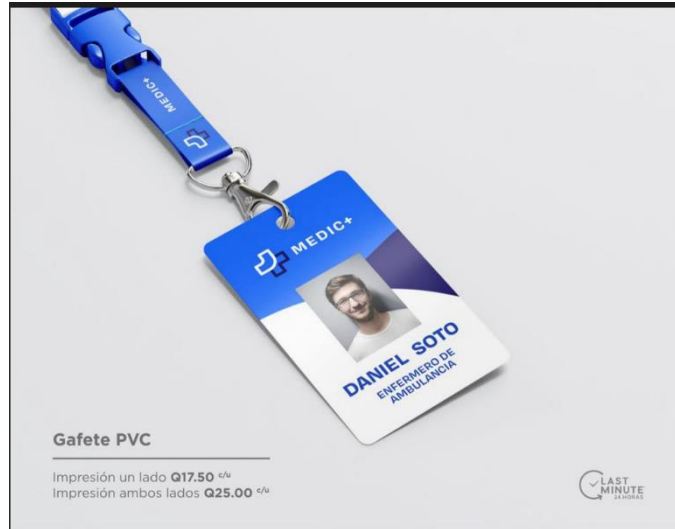 MEDIC+
MEDIC+
DANIEL SOTO
ENFERMERO DE
AMBULANCIA
Gafete PVC
Impresión un lado Q17.50 c/u
Impresión ambos lados Q25.00 c/u
LAST
MINUTE
24 HORAS